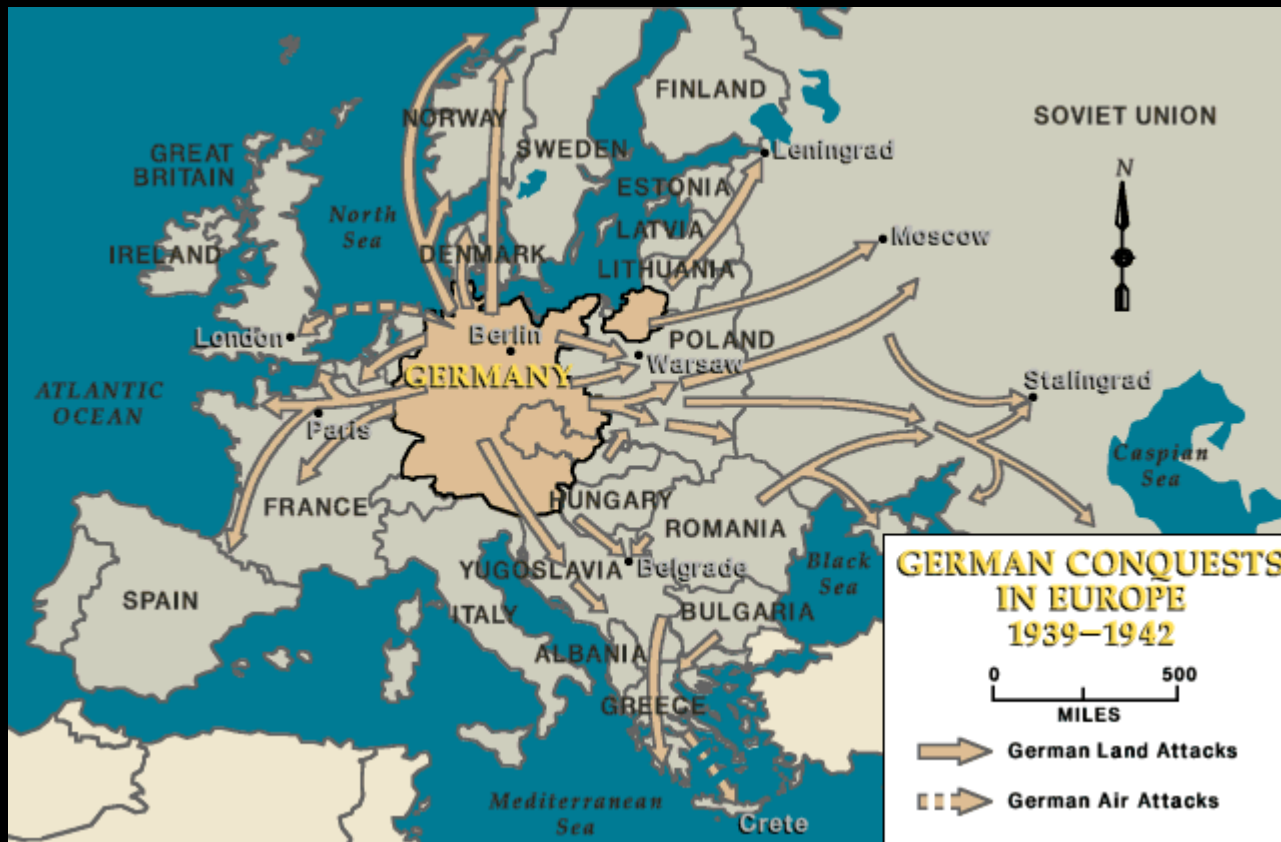 FINLAND
SOVIET UNION
NORWAY
GREAT
BRITAIN
SWEDEN
Leningrad
N
ESTONIA
North
Sea
LATVIA
Moscow
IRELAND
DENMARK
LITHUANIA
London
Berlin
POLAND
Warsaw
GERMANY
Stalingrad
ATLANTIC
OCEAN
Paris
Caspian
Sea
FRANCE
HUNGARY
ROMANIA
YUGOSLAVIA
Belgrade
Black
Sea
SPAIN
ITALY
BULGARIA
ALBANIA
GREECE
Mediterranean
Sea
Crete
GERMAN CONQUESTS
IN EUROPE
1939–1942
0 500
MILES
German Land Attacks
German Air Attacks